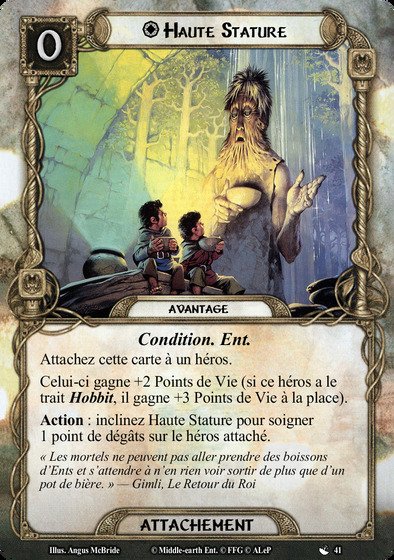 0
Haute Stature
AVANTAGE
Condition. Ent.
Attachez cette carte à un héros.
Celui-ci gagne +2 Points de Vie (si ce héros a le
trait Hobbit, il gagne +3 Points de Vie à la place).
Action : inclinez Haute Stature pour soigner
1 point de dégâts sur le héros attaché.
« Les mortels ne peuvent pas aller prendre des boissons
d'Ents et s'attendre à n'en rien voir sortir de plus que d'un
pot de bière. » — Gimli, Le Retour du Roi
ATTACHEMENT
Illus. Angus McBride © Middle-earth Ent. © FFG © ALeP 41